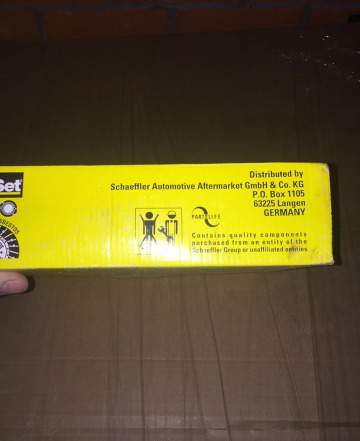 Set
Distributed by
Schaeffler Automotive Aftermarket GmbH & Co. KG
P.O. Box 1105
63225 Langen
GERMANY
PARTSLIFE
Contains quality components
purchased from an entity of the
Schaeffler Group or unaffiliated entities